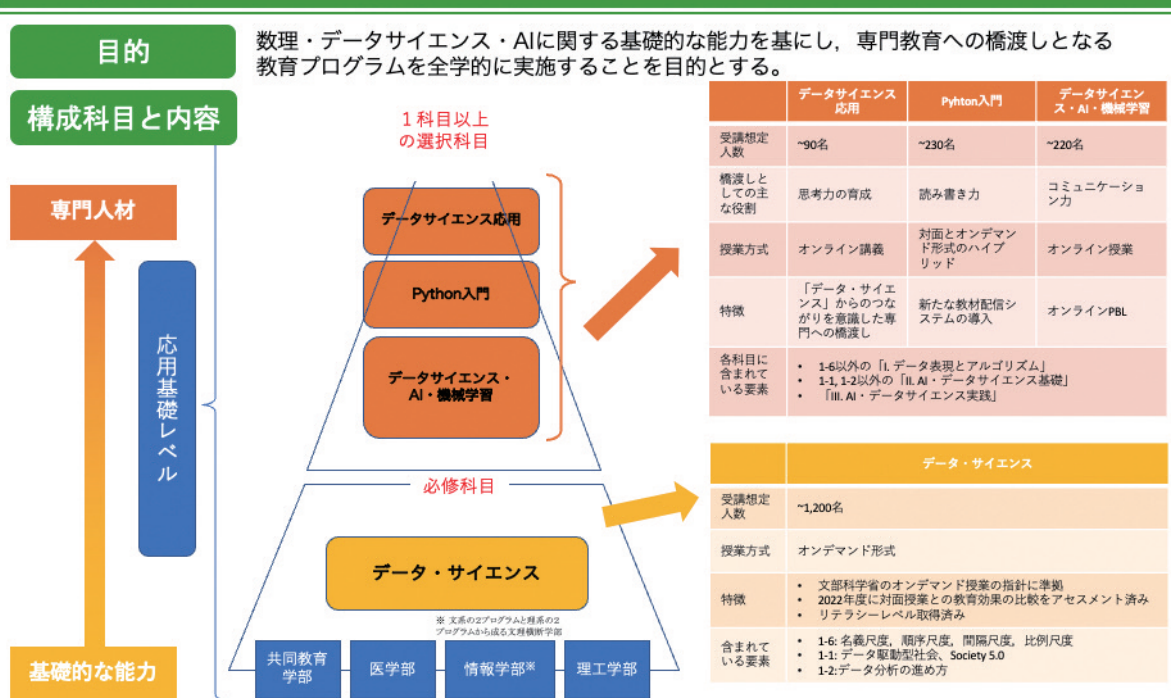 目的
数理・データサイエンス・AIに関する基礎的な能力を基にし，専門教育への橋渡しとなる
教育プログラムを全学的に実施することを目的とする。
構成科目と内容
１科目以上
の選択科目
専門人材
応用基礎レベル
基礎的な能力
データサイエンス応用
Python入門
データサイエンス・
AI・機械学習
必修科目
データ・サイエンス
※ 文系の2プログラムと理系の2
プログラムから成る文理横断学部
共同教育
学部
医学部
情報学部※
理工学部
データサイエンス
応用
Pyhton入門
データサイエン
ス・AI・機械学習
受講想定
人数
~90名
~230名
~220名
橋渡しと
しての主
な役割
思考力の育成
読み書き力
コミュニケーショ
ン力
授業方式
オンライン講義
対面とオンデマン
ド形式のハイブ
リッド
オンライン授業
特徴
「データ・サイエ
ンス」からのつな
がりを意識した専
門への橋渡し
新たな教材配信シ
ステムの導入
オンラインPBL
各科目に
含まれて
いる要素
• 1-6以外の「I. データ表現とアルゴリズム」
• 1-1, 1-2以外の「II. AI・データサイエンス基礎」
• 「III. AI・データサイエンス実践」
データ・サイエンス
受講想定
人数
~1,200名
授業方式
オンデマンド形式
特徴
• 文部科学省のオンデマンド授業の指針に準拠
• 2022年度に対面授業との教育効果の比較をアセスメント済み
• リテラシーレベル取得済み
含まれて
いる要素
• 1-6: 名義尺度，順序尺度，間隔尺度，比例尺度
• 1-1: データ駆動型社会、Society 5.0
• 1-2:データ分析の進め方